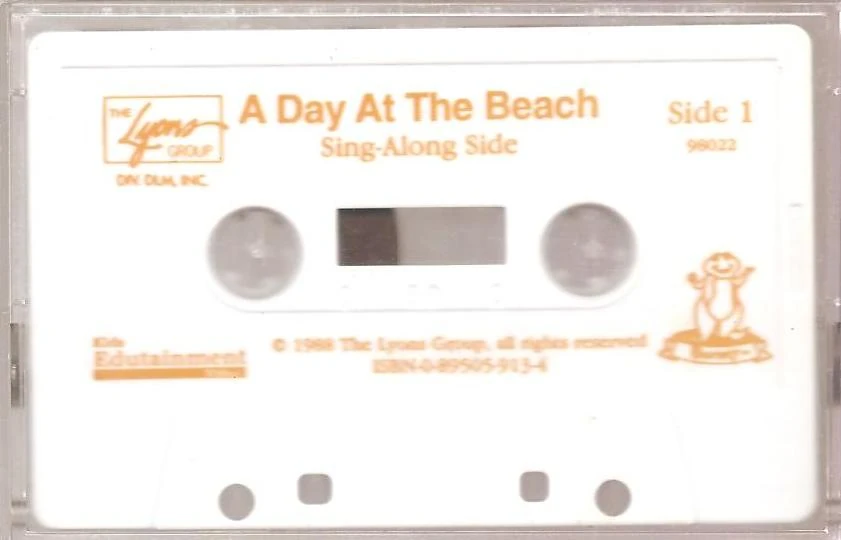 THE
Lyons
GROUP
DIV. DLM, INC.
A Day At The Beach
Sing-Along Side
Side 1
98022
Kids
Edutainment
© 1988 The Lyons Group, all rights reserved
ISBN-0-89505-913-4
Barney™